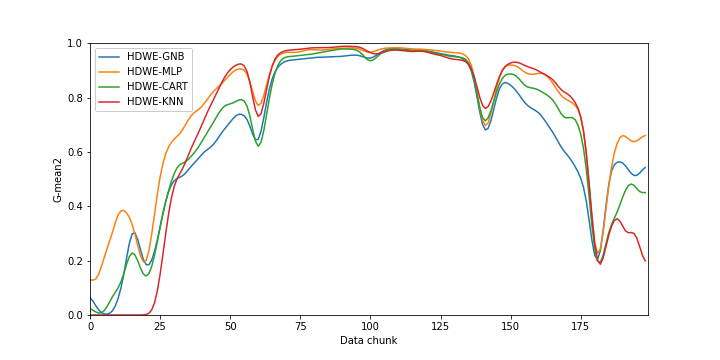 1.0
0.8
0.6
0.4
0.2
0.0
G-mean2
HDWE-GNB
HDWE-MLP
HDWE-CART
HDWE-KNN
0 25 50 75 100 125 150 175
Data chunk